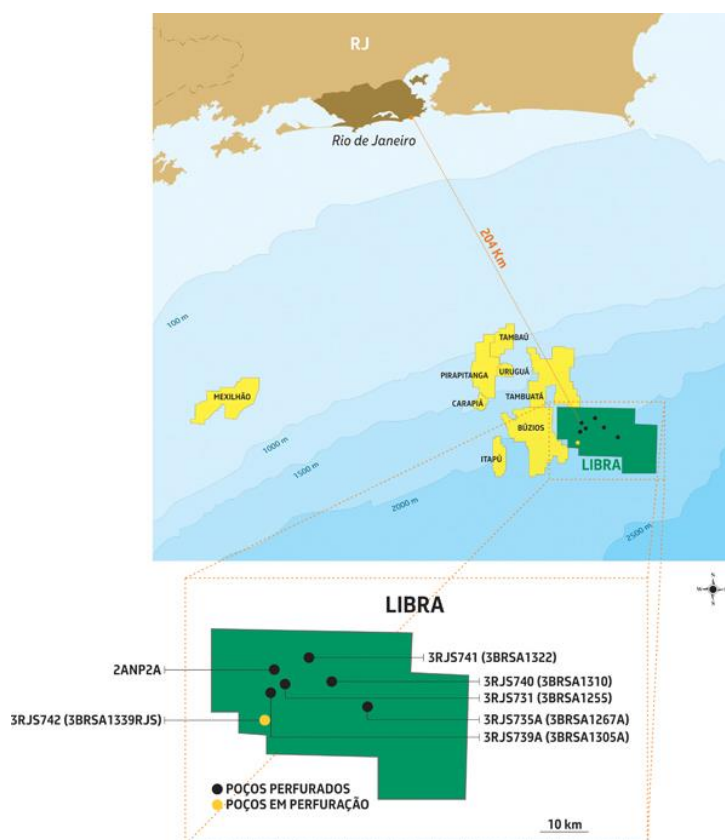 RJ
Rio de Janeiro
204 Km
100 m
TAMBAÚ
PIRAPITANGA
URUGUÁ
MEXILHÃO
CARAPIÁ
TAMBUATÁ
BÚZIOS
LIBRA
ITAPÚ
1000 m
1500 m
2000 m
2500 m
LIBRA
3RJS741 (3BRSA1322)
2ANP2A
3RJS740 (3BRSA1310)
3RJS731 (3BRSA1255)
3RJS742 (3BRSA1339RJS)
3RJS735A (3BRSA1267A)
3RJS739A (3BRSA1305A)
POÇOS PERFURADOS
POÇOS EM PERFURAÇÃO
10 km